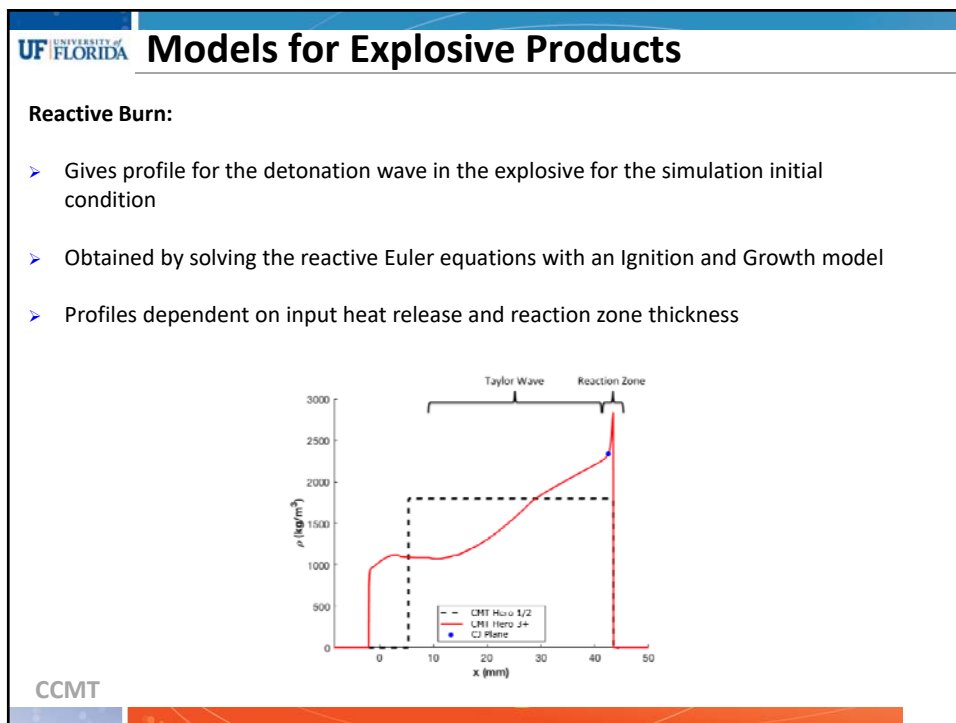 UF UNIVERSITY of FLORIDA
Models for Explosive Products
Reactive Burn:
➢ Gives profile for the detonation wave in the explosive for the simulation initial
condition
➢ Obtained by solving the reactive Euler equations with an Ignition and Growth model
➢ Profiles dependent on input heat release and reaction zone thickness
Taylor Wave Reaction Zone
3000
2500
2000
1500
1000
500
0
ρ (kg/m³)
CMT Hero 1/2
CMT Hero 3+
CJ Plane
0 10 20 30 40 50
x (mm)
CCMT